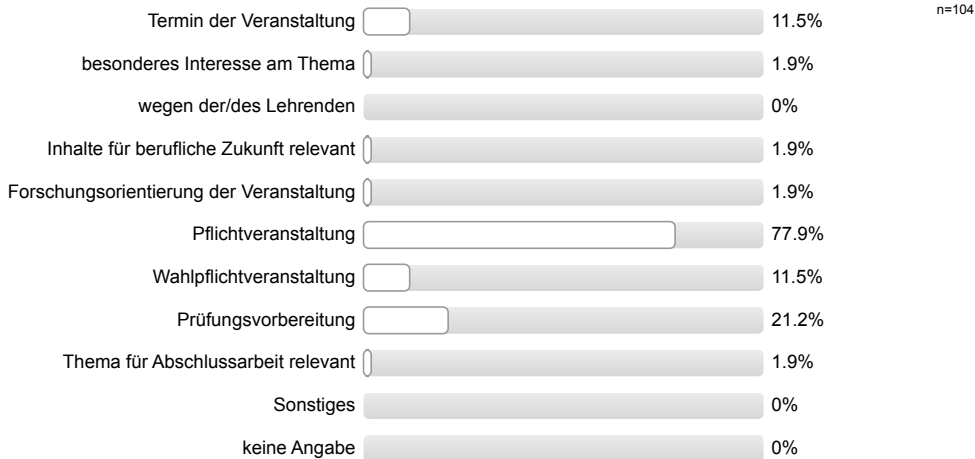 n=104
Termin der Veranstaltung 11.5%
besonderes Interesse am Thema 1.9%
wegen der/des Lehrenden 0%
Inhalte für berufliche Zukunft relevant 1.9%
Forschungsorientierung der Veranstaltung 1.9%
Pflichtveranstaltung 77.9%
Wahlpflichtveranstaltung 11.5%
Prüfungsvorbereitung 21.2%
Thema für Abschlussarbeit relevant 1.9%
Sonstiges 0%
keine Angabe 0%